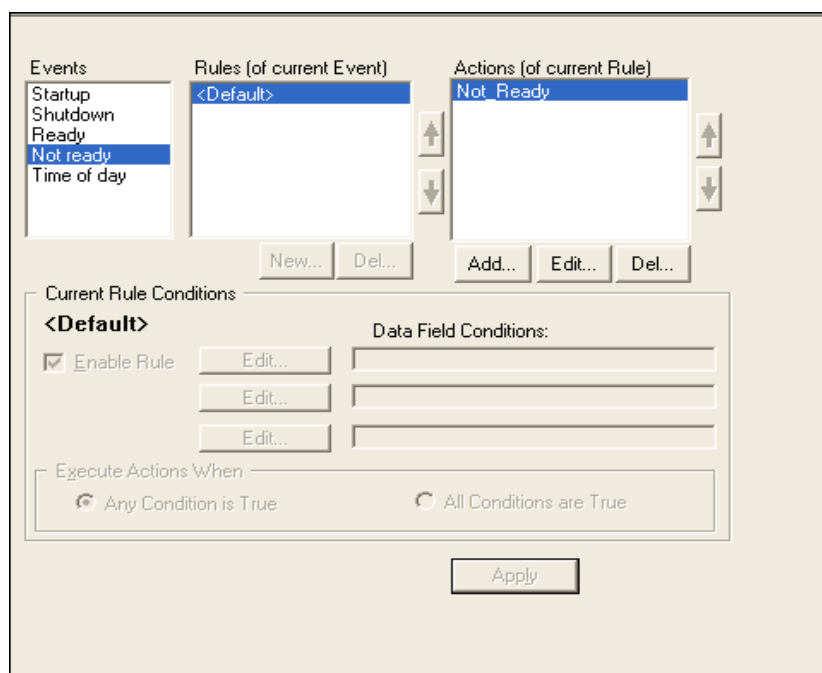 Events
Startup
Shutdown
Ready
Not ready
Time of day
Rules (of current Event)
<Default>
New... Del...
Actions (of current Rule)
Not_Ready
Add... Edit... Del...
Current Rule Conditions
<Default>
Data Field Conditions:
Enable Rule Edit...
Edit...
Edit...
Execute Actions When
Any Condition is True All Conditions are True
Apply